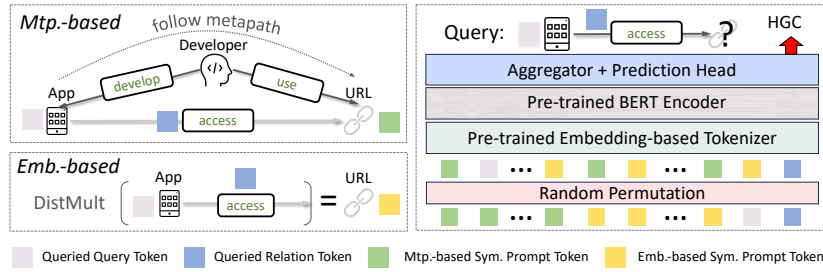 Mtp.-based
follow metapath
Developer
develop
use
App
URL
access
Emb.-based
App
URL
DistMult
access
=
Query:
access
?
HGC
Aggregator + Prediction Head
Pre-trained BERT Encoder
Pre-trained Embedding-based Tokenizer
... ...
Random Permutation
... ...
Queried Query Token
Queried Relation Token
Mtp.-based Sym. Prompt Token
Emb.-based Sym. Prompt Token